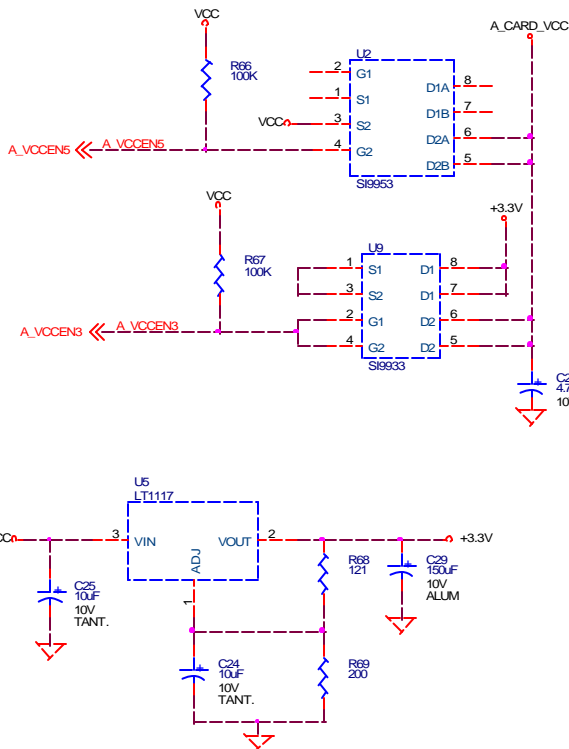 VCC
A_CARD_VCC
R66
100K
U2
2 G1
1 S1
VCC 3 S2
4 G2
D1A 8
D1B 7
D2A 6
D2B 5
SI9953
A_VCCEN5 A_VCCEN5
VCC
+3.3V
R67
100K
U9
1 S1 D1 8
3 S2 D1 7
2 G1 D2 6
4 G2 D2 5
SI9933
A_VCCEN3 A_VCCEN3
U5
LT1117
3 VIN VOUT 2
+3.3V
ADJ
1
C25
10uF
10V
TANT.
R68
121
C29
150uF
10V
ALUM
C24
10uF
10V
TANT.
R69
200